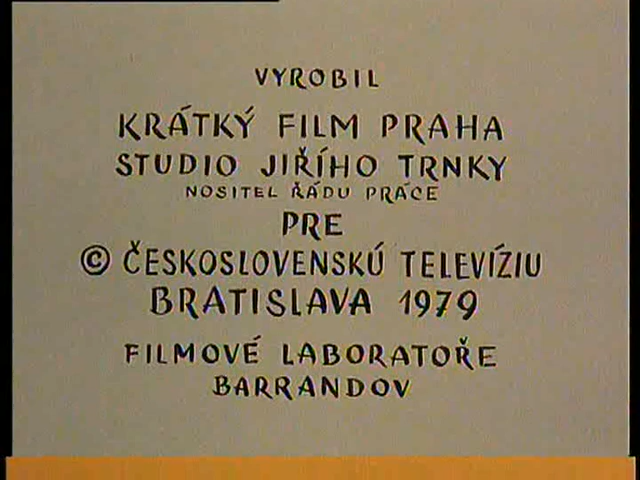 VYROBIL
KRÁTKÝ FILM PRAHA
STUDIO JIŘÍHO TRNKY
NOSITEL ŘÁDU PRÁCE
PRE
© ČESKOSLOVENSKÚ TELEVÍZIU
BRATISLAVA 1979
FILMOVÉ LABORATOŘE
BARRANDOV